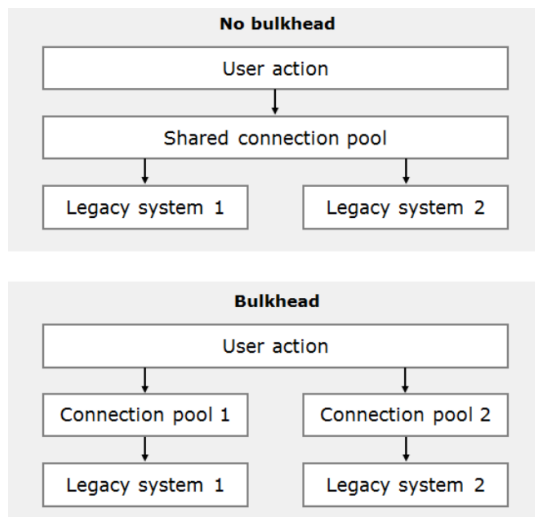 No bulkhead
User action
Shared connection pool
Legacy system 1
Legacy system 2
Bulkhead
User action
Connection pool 1
Connection pool 2
Legacy system 1
Legacy system 2